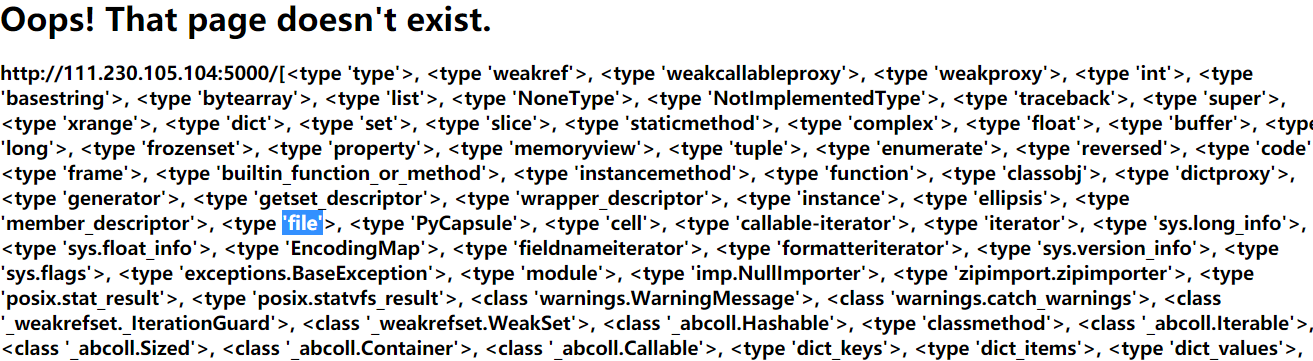 Oops! That page doesn't exist.
http://111.230.105.104:5000/[<type 'type'>, <type 'weakref'>, <type 'weakcallableproxy'>, <type 'weakproxy'>, <type 'int'>, <type
'basestring'>, <type 'bytearray'>, <type 'list'>, <type 'NoneType'>, <type 'NotImplementedType'>, <type 'traceback'>, <type 'super'>,
<type 'xrange'>, <type 'dict'>, <type 'set'>, <type 'slice'>, <type 'staticmethod'>, <type 'complex'>, <type 'float'>, <type 'buffer'>, <type
'long'>, <type 'frozenset'>, <type 'property'>, <type 'memoryview'>, <type 'tuple'>, <type 'enumerate'>, <type 'reversed'>, <type 'code'
<type 'frame'>, <type 'builtin_function_or_method'>, <type 'instancemethod'>, <type 'function'>, <type 'classobj'>, <type 'dictproxy'>,
<type 'generator'>, <type 'getset_descriptor'>, <type 'wrapper_descriptor'>, <type 'instance'>, <type 'ellipsis'>, <type
'member_descriptor'>, <type 'file'>, <type 'PyCapsule'>, <type 'cell'>, <type 'callable-iterator'>, <type 'iterator'>, <type 'sys.long_info'>,
<type 'sys.float_info'>, <type 'EncodingMap'>, <type 'fieldnameiterator'>, <type 'formatteriterator'>, <type 'sys.version_info'>, <type
'sys.flags'>, <type 'exceptions.BaseException'>, <type 'module'>, <type 'imp.NullImporter'>, <type 'zipimport.zipimporter'>, <type
'posix.stat_result'>, <type 'posix.statvfs_result'>, <class 'warnings.WarningMessage'>, <class 'warnings.catch_warnings'>, <class
'_weakrefset._IterationGuard'>, <class '_weakrefset.WeakSet'>, <class '_abcoll.Hashable'>, <type 'classmethod'>, <class '_abcoll.Iterable'>,
<class '_abcoll.Sized'>, <class '_abcoll.Container'>, <class '_abcoll.Callable'>, <type 'dict_keys'>, <type 'dict_items'>, <type 'dict_values'>,